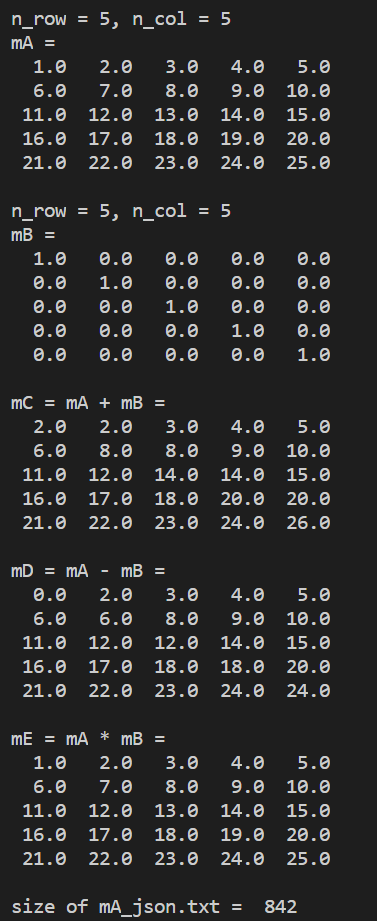 n_row = 5, n_col = 5
mA =
  1.0   2.0   3.0   4.0   5.0
  6.0   7.0   8.0   9.0  10.0
 11.0  12.0  13.0  14.0  15.0
 16.0  17.0  18.0  19.0  20.0
 21.0  22.0  23.0  24.0  25.0

n_row = 5, n_col = 5
mB =
  1.0   0.0   0.0   0.0   0.0
  0.0   1.0   0.0   0.0   0.0
  0.0   0.0   1.0   0.0   0.0
  0.0   0.0   0.0   1.0   0.0
  0.0   0.0   0.0   0.0   1.0

mC = mA + mB =
  2.0   2.0   3.0   4.0   5.0
  6.0   8.0   8.0   9.0  10.0
 11.0  12.0  14.0  14.0  15.0
 16.0  17.0  18.0  20.0  20.0
 21.0  22.0  23.0  24.0  26.0

mD = mA - mB =
  0.0   2.0   3.0   4.0   5.0
  6.0   6.0   8.0   9.0  10.0
 11.0  12.0  12.0  14.0  15.0
 16.0  17.0  18.0  18.0  20.0
 21.0  22.0  23.0  24.0  24.0

mE = mA * mB =
  1.0   2.0   3.0   4.0   5.0
  6.0   7.0   8.0   9.0  10.0
 11.0  12.0  13.0  14.0  15.0
 16.0  17.0  18.0  19.0  20.0
 21.0  22.0  23.0  24.0  25.0

size of mA_json.txt =  842